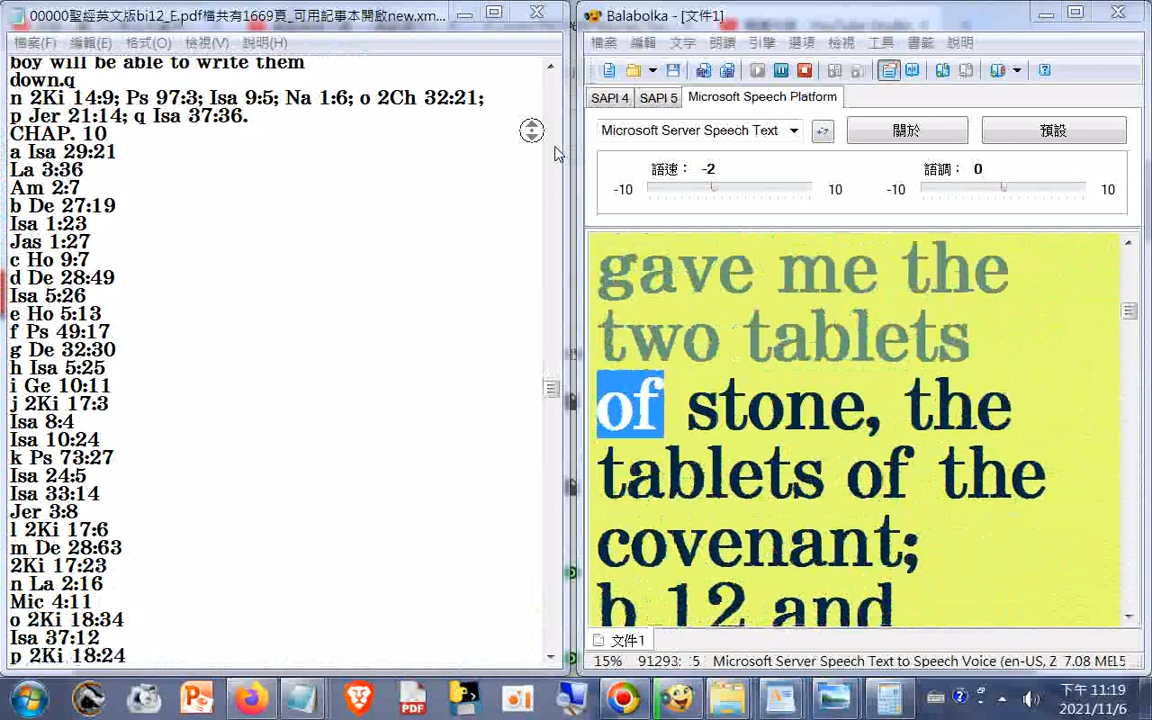 00000聖經英文版bi12_E.pdf檔共有1669頁_可用記事本開啟new.xm...
檔案(F) 編輯(E) 格式(O) 檢視(V) 說明(H)
boy will be able to write them
down.q
n 2Ki 14:9; Ps 97:3; Isa 9:5; Na 1:6; o 2Ch 32:21;
p Jer 21:14; q Isa 37:36.
CHAP. 10
a Isa 29:21
La 3:36
Am 2:7
b De 27:19
Isa 1:23
Jas 1:27
c Ho 9:7
d De 28:49
Isa 5:26
e Ho 5:13
f Ps 49:17
g De 32:30
h Isa 5:25
i Ge 10:11
j 2Ki 17:3
Isa 8:4
Isa 10:24
k Ps 73:27
Isa 24:5
Isa 33:14
Jer 3:8
l 2Ki 17:6
m De 28:63
2Ki 17:23
n La 2:16
Mic 4:11
o 2Ki 18:34
Isa 37:12
p 2Ki 18:24
Balabolka - [文件1]
檔案 編輯 文字 朗讀 引擎 選項 檢視 工具 書籤 說明
SAPI 4 SAPI 5 Microsoft Speech Platform
Microsoft Server Speech Text 關於 預設
語速： -2 語調： 0
-10 10 -10 10
gave me the
two tablets
of stone, the
tablets of the
covenant;
b 12 and
文件1
15% 91293: Microsoft Server Speech Text to Speech Voice (en-US, 2 7.08
PDF
下午 11:19
2021/11/6